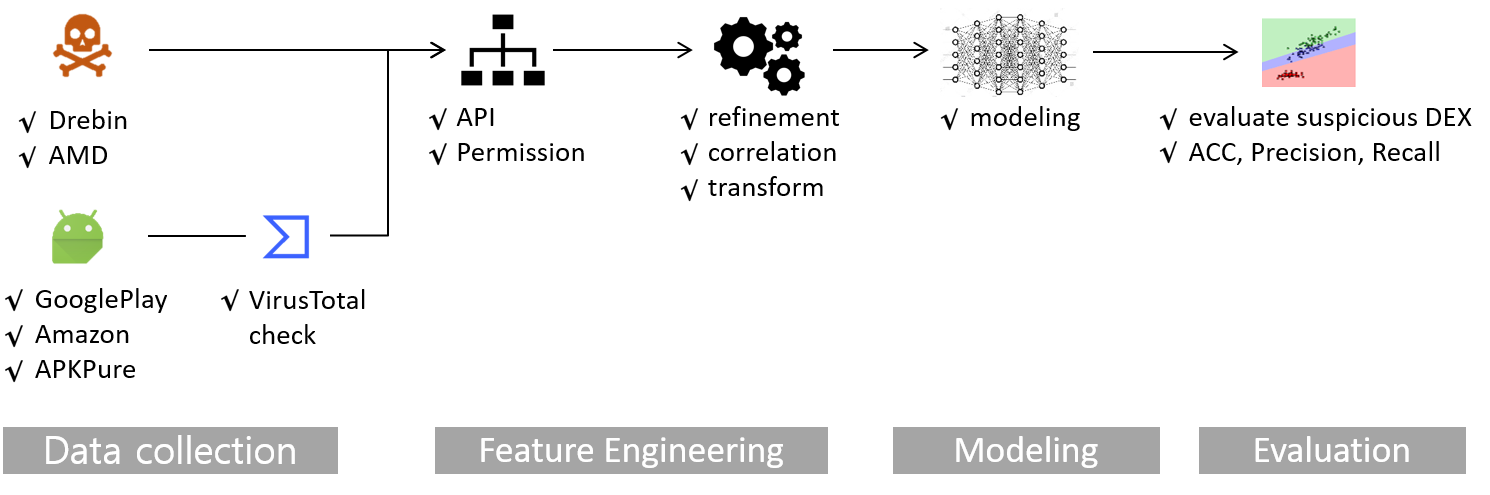 √ Drebin
√ AMD
√ GooglePlay
√ Amazon
√ APKPure
√ VirusTotal
check
√ API
√ Permission
√ refinement
√ correlation
√ transform
√ modeling
√ evaluate suspicious DEX
√ ACC, Precision, Recall
Data collection
Feature Engineering
Modeling
Evaluation